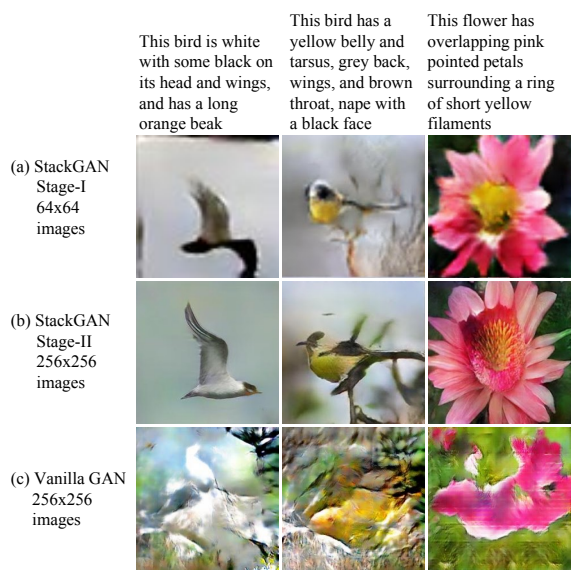 This bird is white
with some black on
its head and wings,
and has a long
orange beak
This bird has a
yellow belly and
tarsus, grey back,
wings, and brown
throat, nape with
a black face
This flower has
overlapping pink
pointed petals
surrounding a ring
of short yellow
filaments
(a) StackGAN
Stage-I
64x64
images
(b) StackGAN
Stage-II
256x256
images
(c) Vanilla GAN
256x256
images